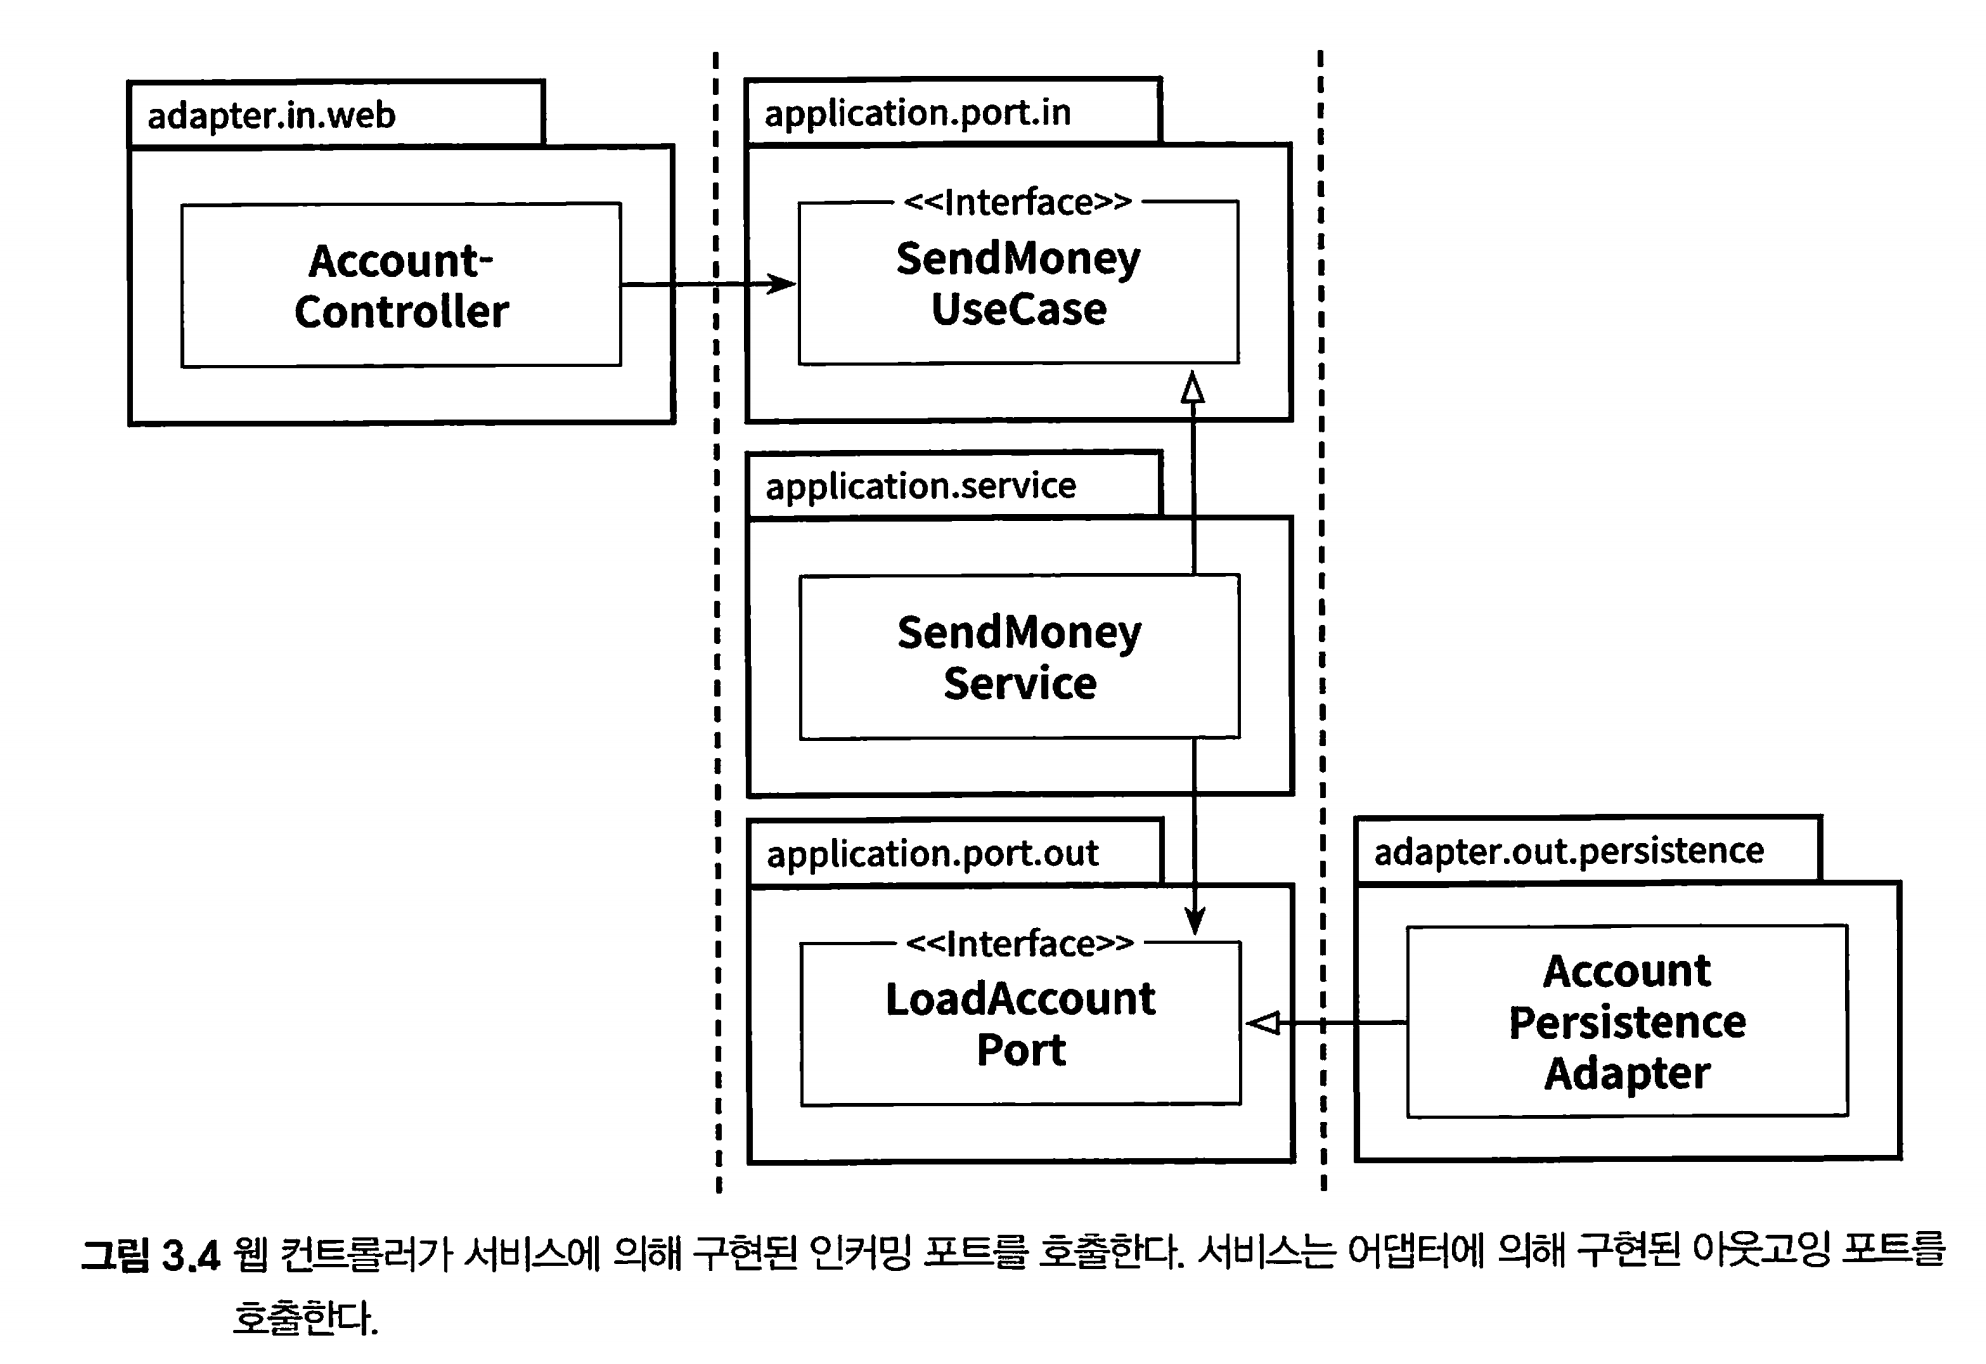 adapter.in.web
Account-
Controller
application.port.in
<<Interface>>
SendMoney
UseCase
application.service
SendMoney
Service
application.port.out
<<Interface>>
LoadAccount
Port
adapter.out.persistence
Account
Persistence
Adapter
그림 3.4 웹 컨트롤러가 서비스에 의해 구현된 인커밍 포트를 호출한다. 서비스는 어댑터에 의해 구현된 아웃고잉 포트를
호출한다.